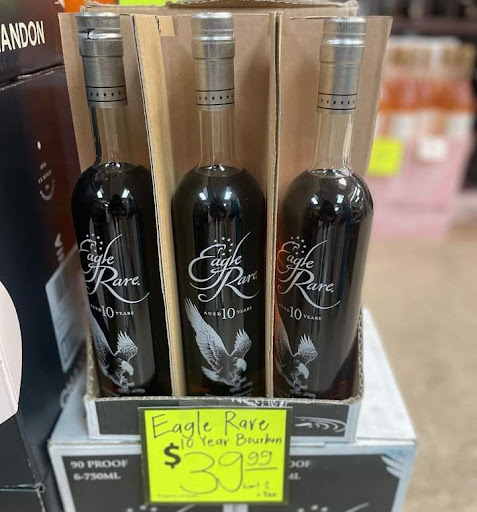 ANDON
Eagle
Rare
AGED 10 YEARS
Eagle
Rare
AGED 10 YEARS
Eagle
Rare
AGED 10 YEARS
Eagle Rare
10 Year Bourbon
$39.99
Limit 1
+ Tax
90 PROOF
6-750ML
OOF